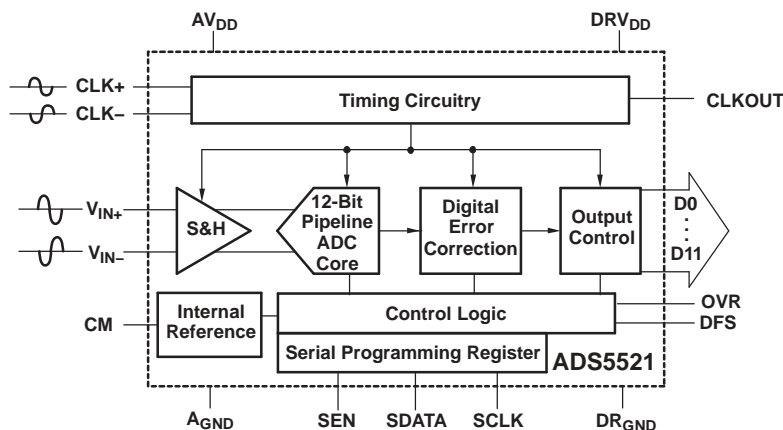 AVDD DRVDD
CLK+
Timing Circuitry
CLKOUT
CLK–
VIN+
S&H
12-Bit
Pipeline
ADC
Core
Digital
Error
Correction
Output
Control
D0
D11
VIN–
CM
Internal
Reference
Control Logic
OVR
DFS
Serial Programming Register
ADS5521
AGND SEN SDATA SCLK DRGND